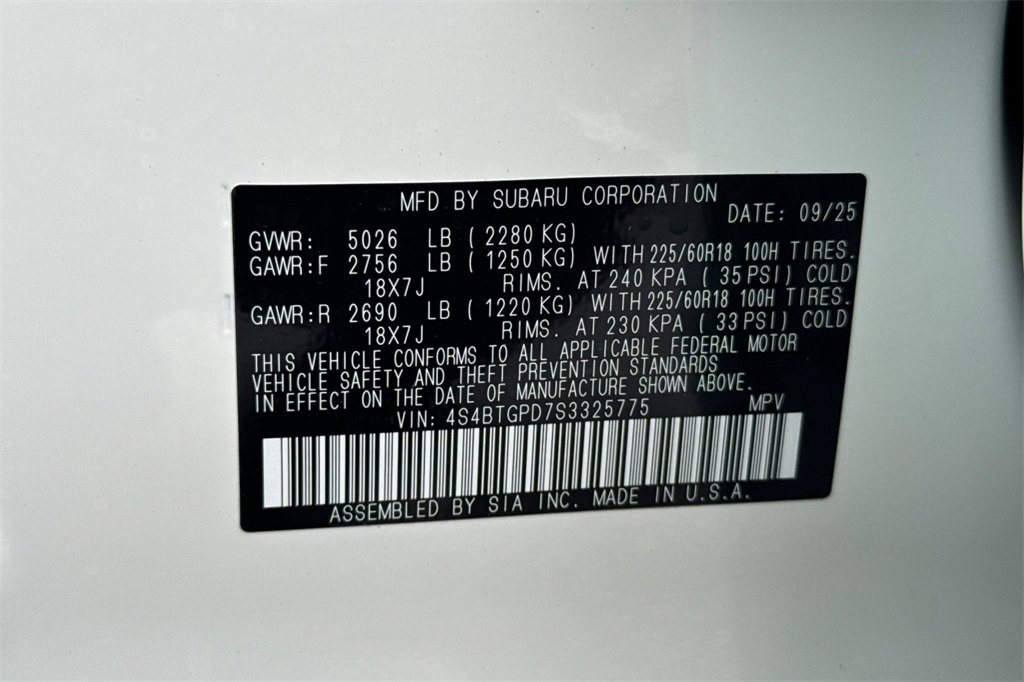 MFD BY SUBARU CORPORATION
DATE: 09/25
GVWR: 5026 LB (2280 KG)
GAWR:F 2756 LB (1250 KG) WITH 225/60R18 100H TIRES.
18X7J RIMS. AT 240 KPA (35 PSI) COLD
GAWR:R 2690 LB (1220 KG) WITH 225/60R18 100H TIRES.
18X7J RIMS. AT 230 KPA (33 PSI) COLD
THIS VEHICLE CONFORMS TO ALL APPLICABLE FEDERAL MOTOR
VEHICLE SAFETY AND THEFT PREVENTION STANDARDS
IN EFFECT ON THE DATE OF MANUFACTURE SHOWN ABOVE.
VIN: 4S4BTGPD7S3325775 MPV
ASSEMBLED BY SIA INC. MADE IN U.S.A.